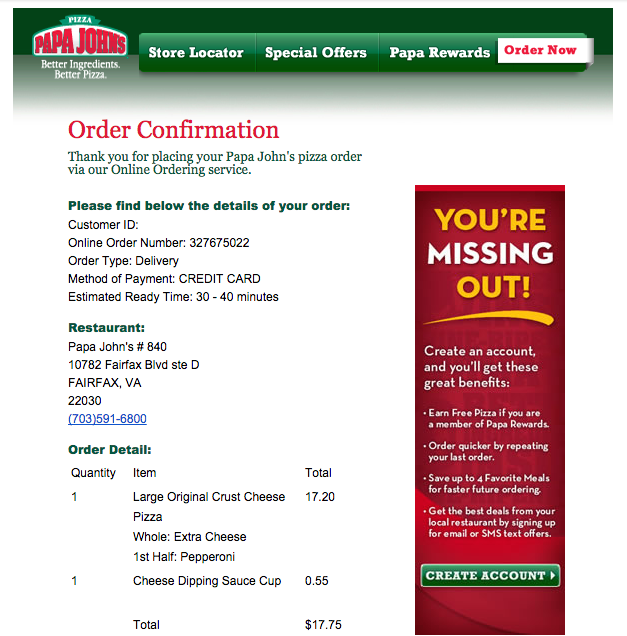 PIZZA
PAPA JOHNS
Better Ingredients.
Better Pizza.
Store Locator
Special Offers
Papa Rewards
Order Now
Order Confirmation
Thank you for placing your Papa John's pizza order
via our Online Ordering service.
Please find below the details of your order:
Customer ID:
Online Order Number: 327675022
Order Type: Delivery
Method of Payment: CREDIT CARD
Estimated Ready Time: 30 - 40 minutes
Restaurant:
Papa John's # 840
10782 Fairfax Blvd ste D
FAIRFAX, VA
22030
(703)591-6800
Order Detail:
Quantity Item Total
1 Large Original Crust Cheese 17.20
Pizza
Whole: Extra Cheese
1st Half: Pepperoni
1 Cheese Dipping Sauce Cup 0.55
Total $17.75
YOU'RE
MISSING
OUT!
Create an account,
and you'll get these
great benefits:
• Earn Free Pizza if you are
a member of Papa Rewards.
• Order quicker by repeating
your last order.
• Save up to 4 Favorite Meals
for faster future ordering.
• Get the best deals from your
local restaurant by signing up
for email or SMS text offers.
CREATE ACCOUNT